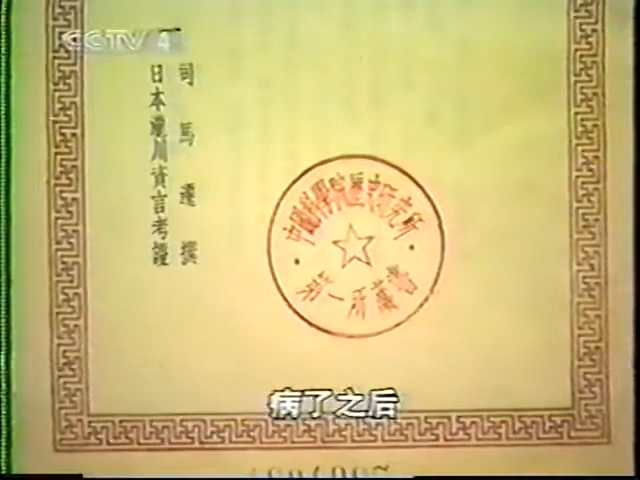 CCTV 4
司馬遷撰
日本瀧川資言考證
中國科學院歷史研究所
第一所藏書
病了之后